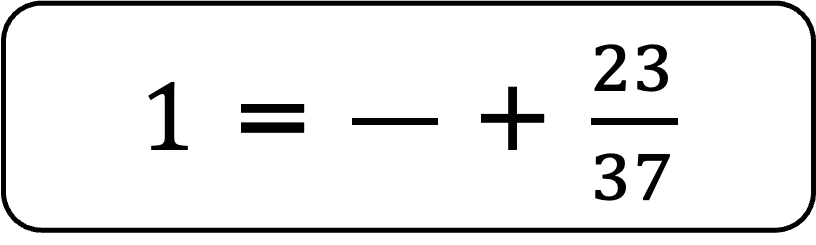 1 = — + 23/37